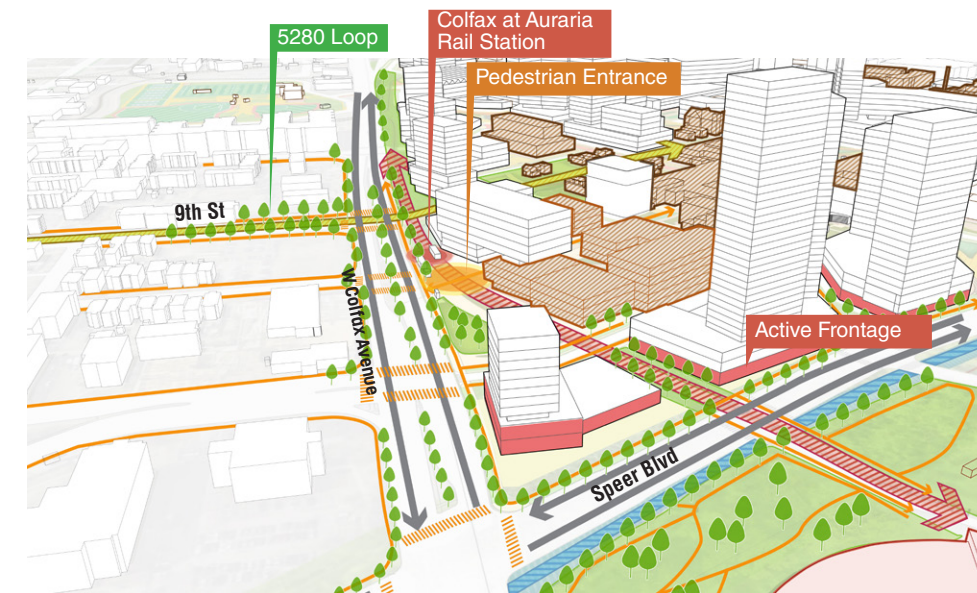 5280 Loop
Colfax at Auraria
Rail Station
Pedestrian Entrance
9th St
W Colfax Avenue
Active Frontage
Speer Blvd